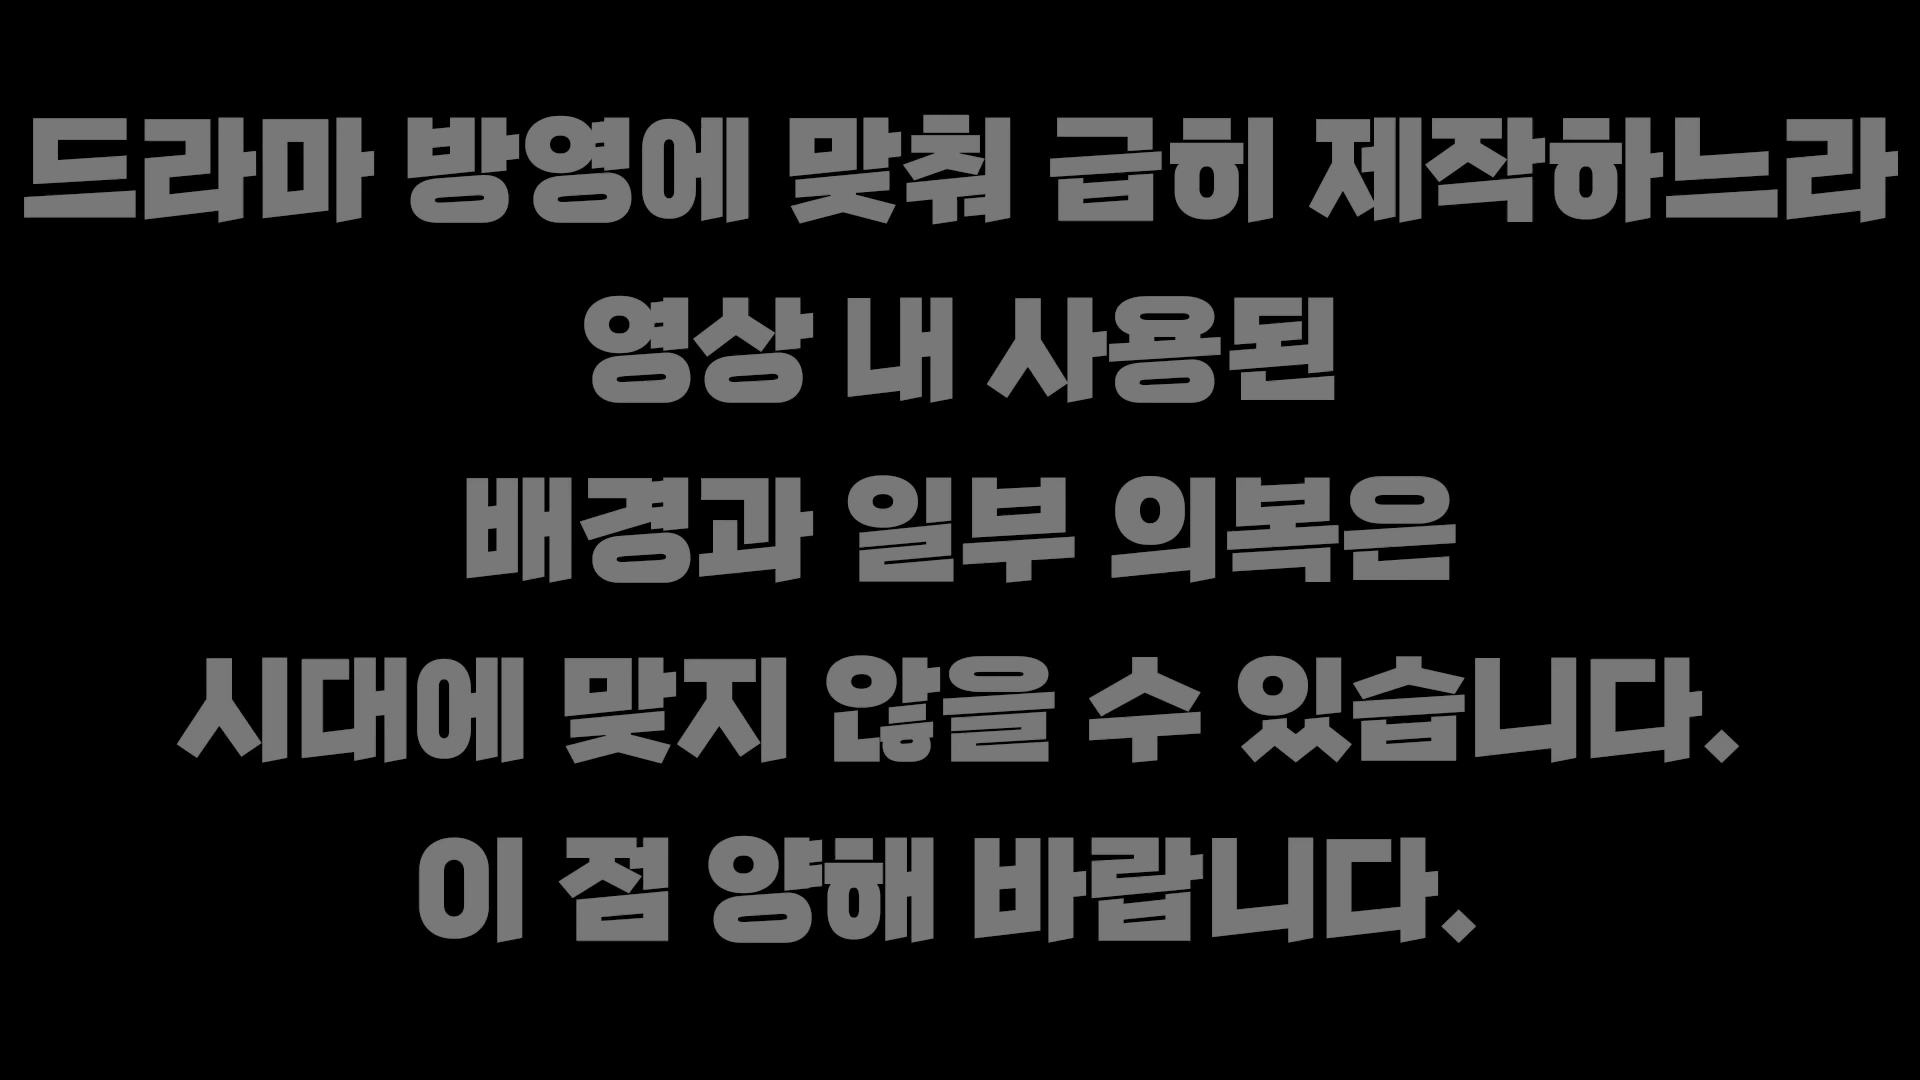 드라마 방영에 맞춰 급히 제작하느라
영상 내 사용된
배경과 일부 의복은
시대에 맞지 않을 수 있습니다.
이 점 양해 바랍니다.